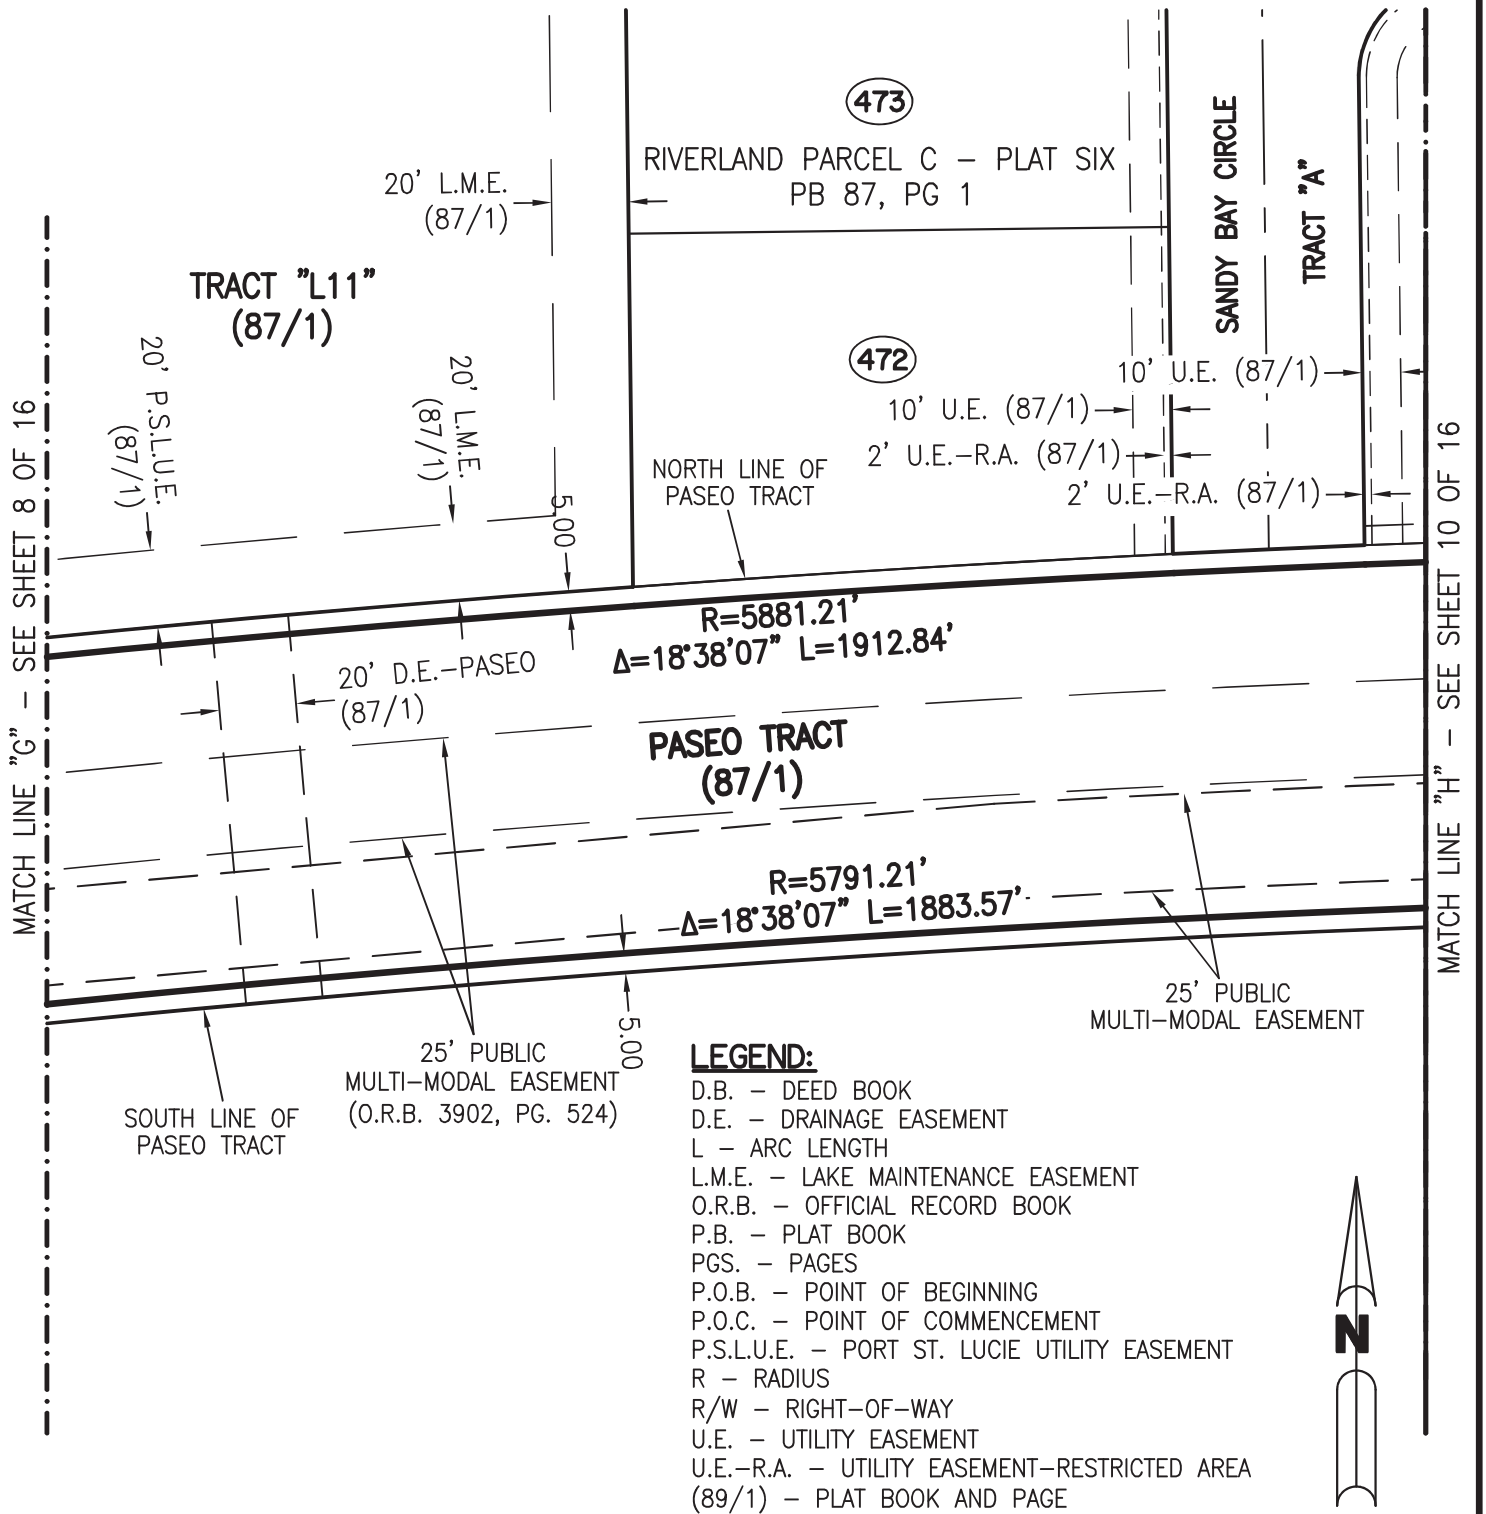 473
RIVERLAND PARCEL C – PLAT SIX
PB 87, PG 1
20' L.M.E.
(87/1)
SANDY BAY CIRCLE
TRACT "A"
TRACT "L11"
(87/1)
20' P.S.L.U.E.
(87/1)
20' L.M.E.
(87/1)
472
10' U.E. (87/1)
10' U.E. (87/1)
2' U.E.–R.A. (87/1)
2' U.E.–R.A. (87/1)
NORTH LINE OF
PASEO TRACT
5.00
MATCH LINE "G" – SEE SHEET 8 OF 16
MATCH LINE "H" – SEE SHEET 10 OF 16
R=5881.21'
Δ=18°38'07" L=1912.84'
20' D.E.–PASEO
(87/1)
PASEO TRACT
(87/1)
R=5791.21'
Δ=18°38'07" L=1883.57'
25' PUBLIC
MULTI–MODAL EASEMENT
5.00
25' PUBLIC
MULTI–MODAL EASEMENT
(O.R.B. 3902, PG. 524)
SOUTH LINE OF
PASEO TRACT
LEGEND:
D.B. – DEED BOOK
D.E. – DRAINAGE EASEMENT
L – ARC LENGTH
L.M.E. – LAKE MAINTENANCE EASEMENT
O.R.B. – OFFICIAL RECORD BOOK
P.B. – PLAT BOOK
PGS. – PAGES
P.O.B. – POINT OF BEGINNING
P.O.C. – POINT OF COMMENCEMENT
P.S.L.U.E. – PORT ST. LUCIE UTILITY EASEMENT
R – RADIUS
R/W – RIGHT–OF–WAY
U.E. – UTILITY EASEMENT
U.E.–R.A. – UTILITY EASEMENT–RESTRICTED AREA
(89/1) – PLAT BOOK AND PAGE
N